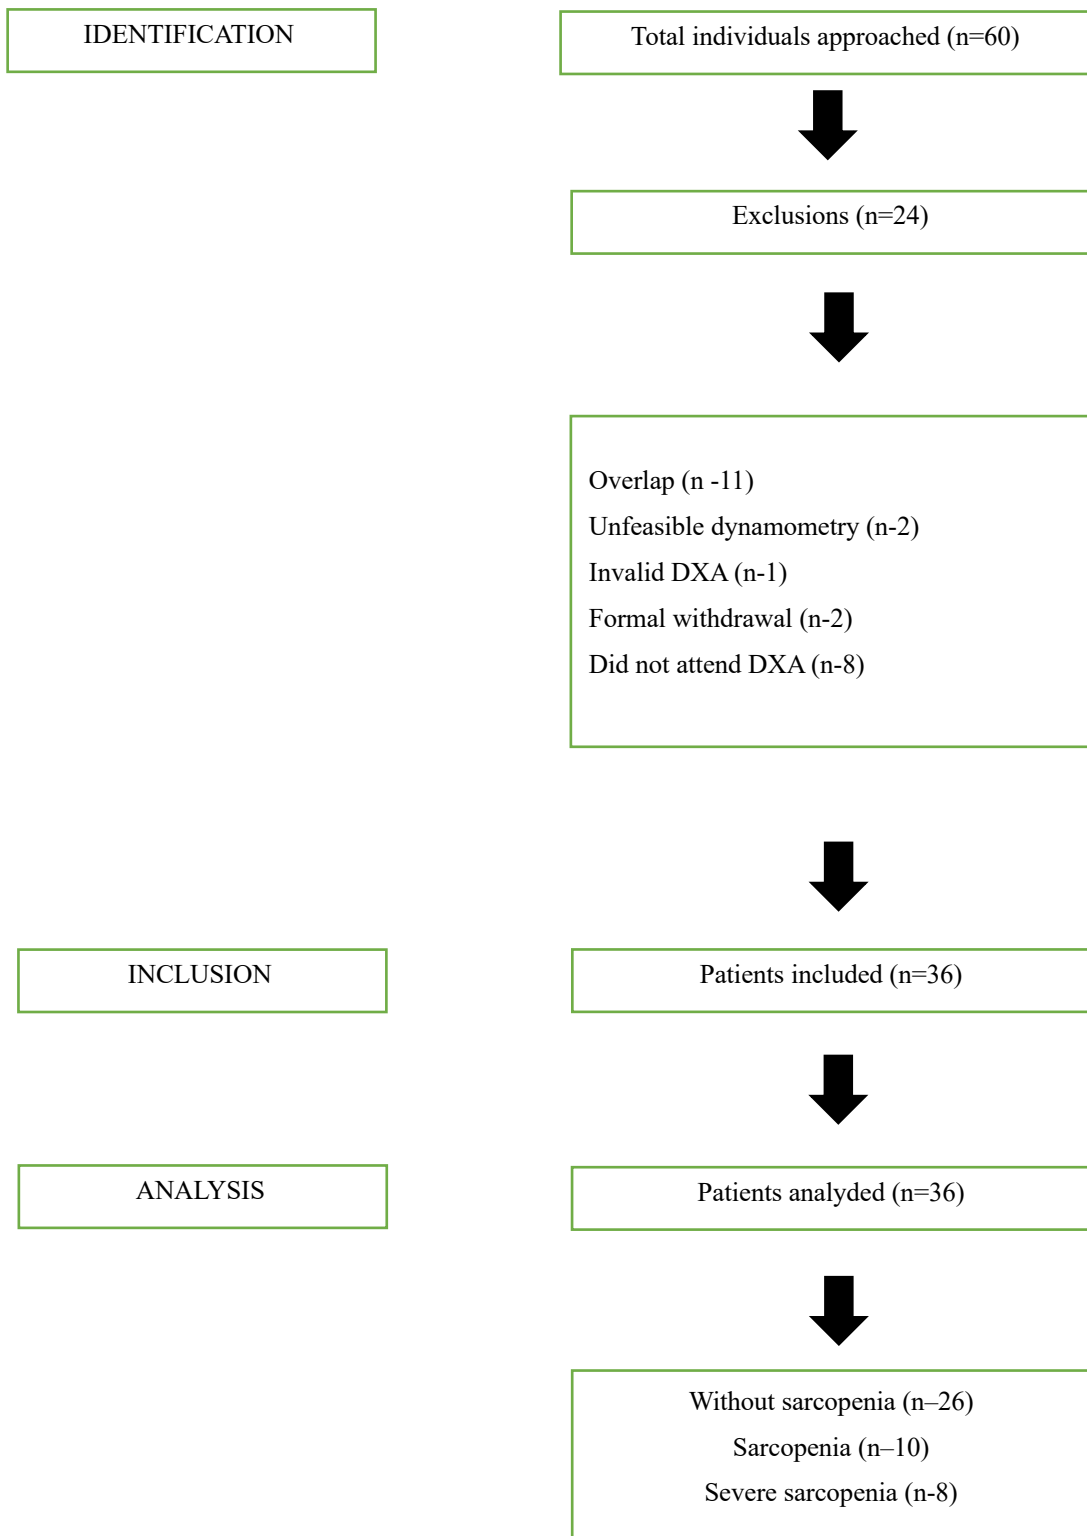 IDENTIFICATION
Total individuals approached (n=60)
Exclusions (n=24)
Overlap (n -11)
Unfeasible dynamometry (n-2)
Invalid DXA (n-1)
Formal withdrawal (n-2)
Did not attend DXA (n-8)
INCLUSION
Patients included (n=36)
ANALYSIS
Patients analyded (n=36)
Without sarcopenia (n–26)
Sarcopenia (n–10)
Severe sarcopenia (n-8)